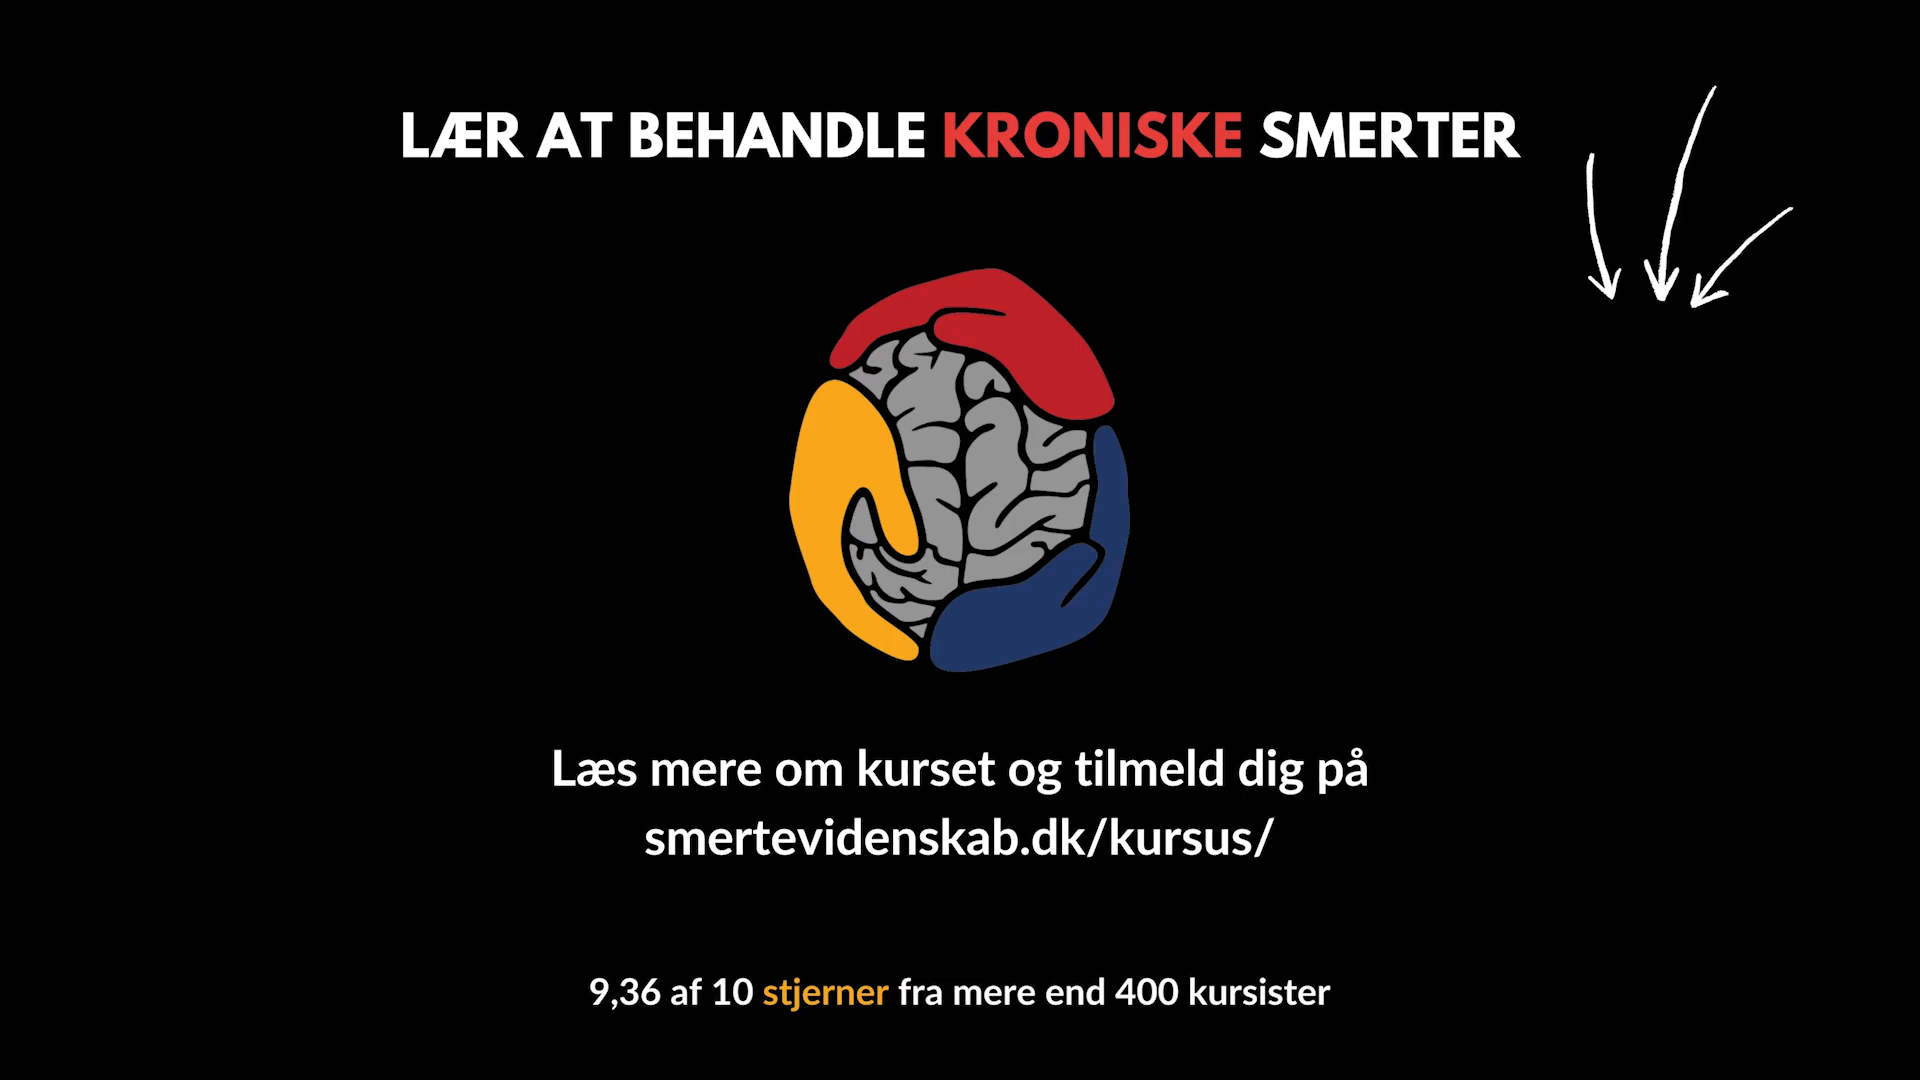 LÆR AT BEHANDLE KRONISKE SMERTER
Læs mere om kurset og tilmeld dig på
smertevidenskab.dk/kursus/
9,36 af 10 stjerner fra mere end 400 kursister